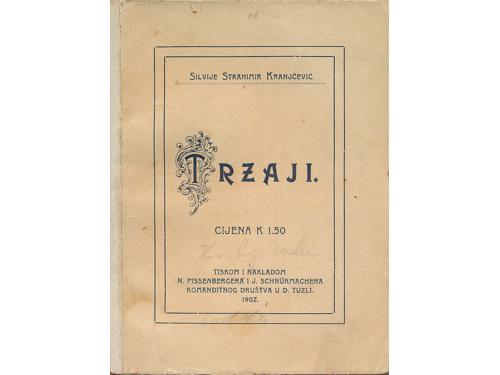 Silvije Strahimir Kranjčević.
TRZAJI.
CIJENA K 1.50
TISKOM I NAKLADOM
N. PISSENBERGERA I J. SCHNÜRMACHERA
KOMANDITNOG DRUŠTVA U D. TUZLI.
1902.